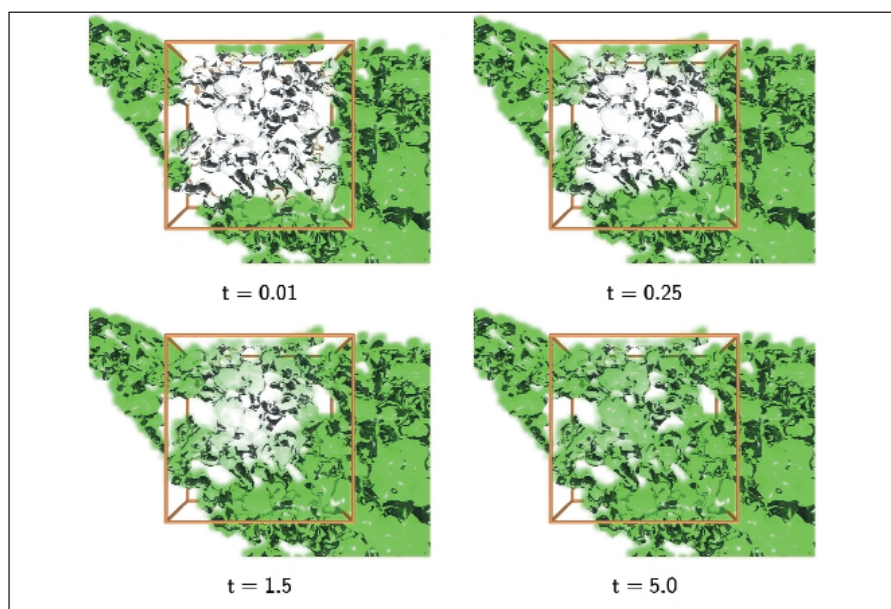 t = 0.01
t = 0.25
t = 1.5
t = 5.0